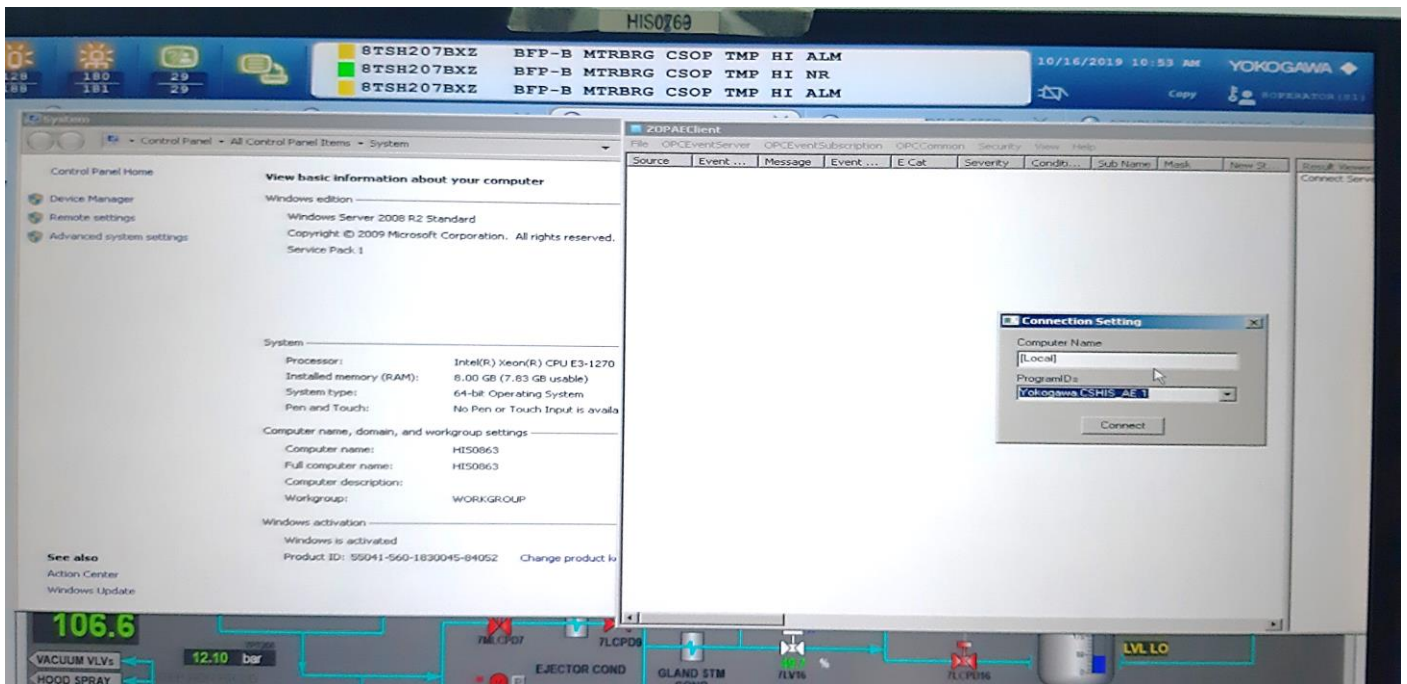 HIS0769
8TSH207BXZ BFP-B MTRBRG CSOP TMP HI ALM
8TSH207BXZ BFP-B MTRBRG CSOP TMP HI NR
8TSH207BXZ BFP-B MTRBRG CSOP TMP HI ALM
180
181
29
29
10/16/2019 10:53 AM
YOKOGAWA
Copy
System
Control Panel
All Control Panel Items
System
Control Panel Home
Device Manager
Remote settings
Advanced system settings
View basic information about your computer
Windows edition
Windows Server 2008 R2 Standard
Copyright © 2009 Microsoft Corporation. All rights reserved.
Service Pack 1
System
Processor: Intel(R) Xeon(R) CPU E3-1270
Installed memory (RAM): 8.00 GB (7.83 GB usable)
System type: 64-bit Operating System
Pen and Touch: No Pen or Touch Input is availa
Computer name, domain, and workgroup settings
Computer name: HIS0863
Full computer name: HIS0863
Computer description:
Workgroup: WORKGROUP
Windows activation
Windows is activated
Product ID: 55041-560-1830045-84052 Change product k
See also
Action Center
Windows Update
ZOPAEClient
File OPCEventServer OPCEventSubscription OPCCommon Security View Help
Source Event ... Message Event ... E Cat Severity Conditi... Sub Name Mask New St...
Result Viewer
Connect Serve
Connection Setting
Computer Name
[Local]
ProgramIDs
Yokogawa.CSHIS_AE.1
Connect
106.6
12.10 bar
VACUUM VLVs
HOOD SPRAY
7MLCPD7
7LCPD9
EJECTOR COND
GLAND STM
7LV16
%
7LCPD16
LVL LO